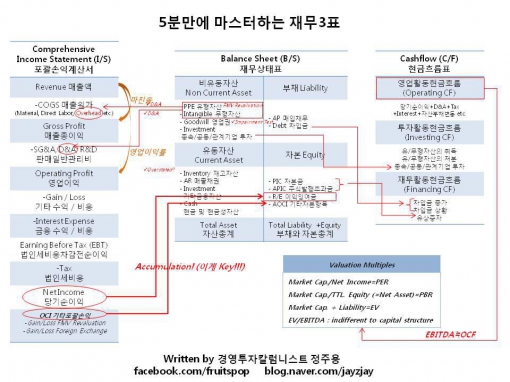 5분만에 마스터하는 재무3표
Comprehensive
Income Statement (I/S)
포괄손익계산서
Revenue 매출액
-COGS 매출원가
(Material, Direct Labor, Overhead etc)
Gross Profit
매출총이익
-SG&A, D&A, R&D
판매일반관리비
Operating Profit
영업이익
-Gain / Loss
기타 수익 / 비용
-Interest Expense
금융 수익 / 비용
Earning Before Tax (EBT)
법인세비용차감전이익
-Tax
법인세비용
NetIncome
당기순이익
OCI 기타포괄손익
- Gain/Loss FMV Revaluation
- Gain/Loss Foreign Exchange
마진율
+D&A
+D&A
영업이익률
Accumulation! (이게 Key!!!)
Balance Sheet (B/S)
재무상태표
비유동자산
Non Current Asset
부채 Liability
- PPE 유형자산 FMV Revaluation
- Intangible 무형자산
- Goodwill 영업권
- Investment
종속/공동/관계기업 투자
- AP 매입채무
- Debt 차입금
유동자산
Current Asset
자본 Equity
- Inventory 재고자산
- AR 매출채권
- Investment
기타금융자산
- Cash
현금 및 현금성자산
- PIC 자본금
- APIC 주식발행초과금
- R/E 이익잉여금
- AOCI 기타자본항목
Total Asset
자산총계
Total Liability +Equity
부채와 자본총계
Cashflow (C/F)
현금흐름표
영업활동현금흐름
(Operating CF)
당기순이익+D&A+Tax
투자활동현금흐름
(Investing CF)
유/무형자산의 취득
유/무형자산의 처분
종속/공동/관계기업 투자
재무활동현금흐름
(Financing CF)
차입금 증가
차입금 상환
유상증자
Valuation Multiples
Market Cap./Net Income=PER
Market Cap./TTL. Equity (=Net Asset)=PBR
Market Cap. + Liability=EV
EV/EBITDA : indifferent to capital structure
EBITDA≠OCF
Written by 경영투자칼럼니스트 정주용
facebook.com/fruitspop blog.naver.com/jayzjay